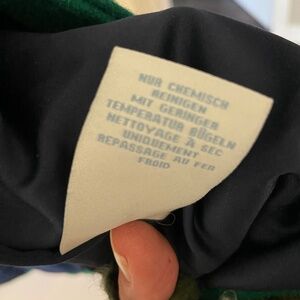 NUR CHEMISCH
REINIGEN
MIT GERINGER
TEMPERATUR BÜGELN
NETTOYAGE À SEC
UNIQUEMENT
REPASSAGE AU FER
FROID